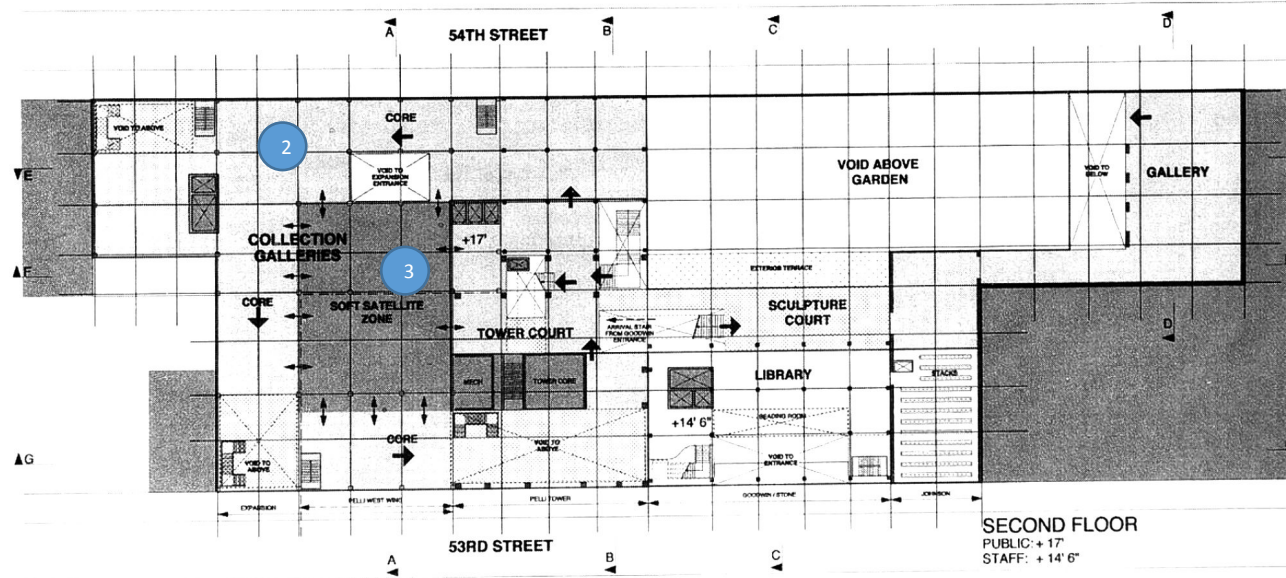 A
B
C
D
54TH STREET
CORE
VOID TO ABOVE
2
VOID TO
EXPANSION
ENTRANCE
VOID ABOVE
GARDEN
VOID TO
BELOW
GALLERY
E
COLLECTION
GALLERIES
+17'
3
F
EXTERIOR TERRACE
CORE
SOFT SATELLITE
ZONE
TOWER COURT
ARRIVAL STAIR
FROM GOODWIN
ENTRANCE
SCULPTURE
COURT
D
MECH
TOWER CORE
LIBRARY
STACKS
READING ROOM
+14' 6"
CORE
VOID TO
ABOVE
VOID TO
ABOVE
VOID TO
ENTRANCE
G
EXPANSION
PELLI WEST WING
PELLI TOWER
GOODWIN / STONE
JOHNSON
53RD STREET
A
B
C
SECOND FLOOR
PUBLIC: + 17'
STAFF: + 14' 6"